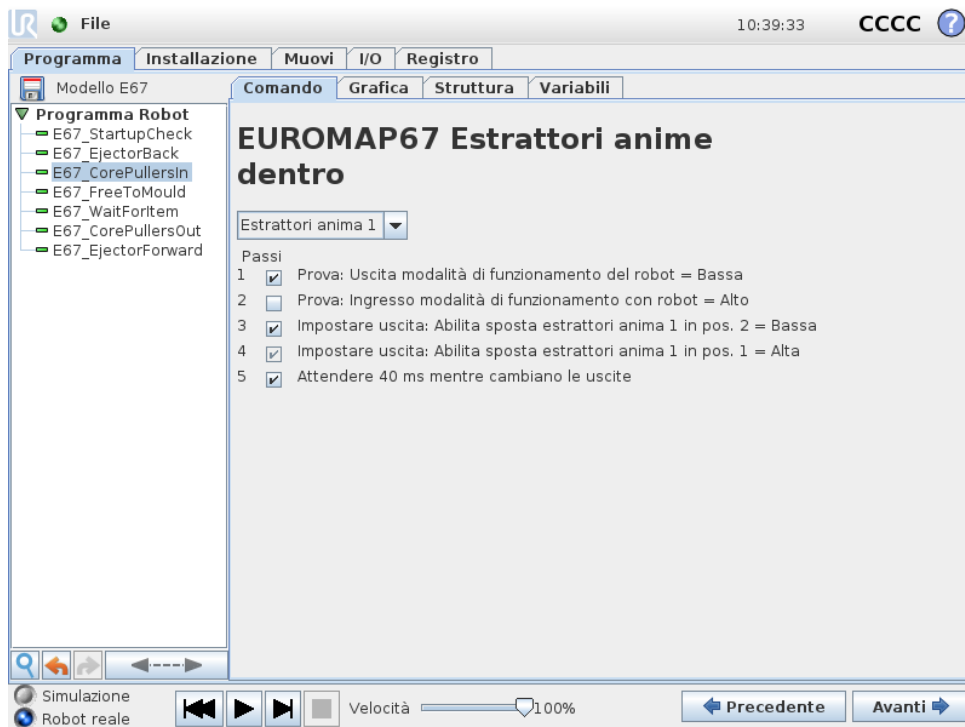 UR File 10:39:33 CCCC ?
Programma Installazione Muovi I/O Registro
Modello E67 Comando Grafica Struttura Variabili
Programma Robot
E67_StartupCheck
E67_EjectorBack
E67_CorePullersIn
E67_FreeToMould
E67_WaitForItem
E67_CorePullersOut
E67_EjectorForward
EUROMAP67 Estrattori anime
dentro
Estrattori anima 1
Passi
1 Prova: Uscita modalità di funzionamento del robot = Bassa
2 Prova: Ingresso modalità di funzionamento con robot = Alto
3 Impostare uscita: Abilita sposta estrattori anima 1 in pos. 2 = Bassa
4 Impostare uscita: Abilita sposta estrattori anima 1 in pos. 1 = Alta
5 Attendere 40 ms mentre cambiano le uscite
Simulazione
Robot reale
Velocità 100%
Precedente Avanti